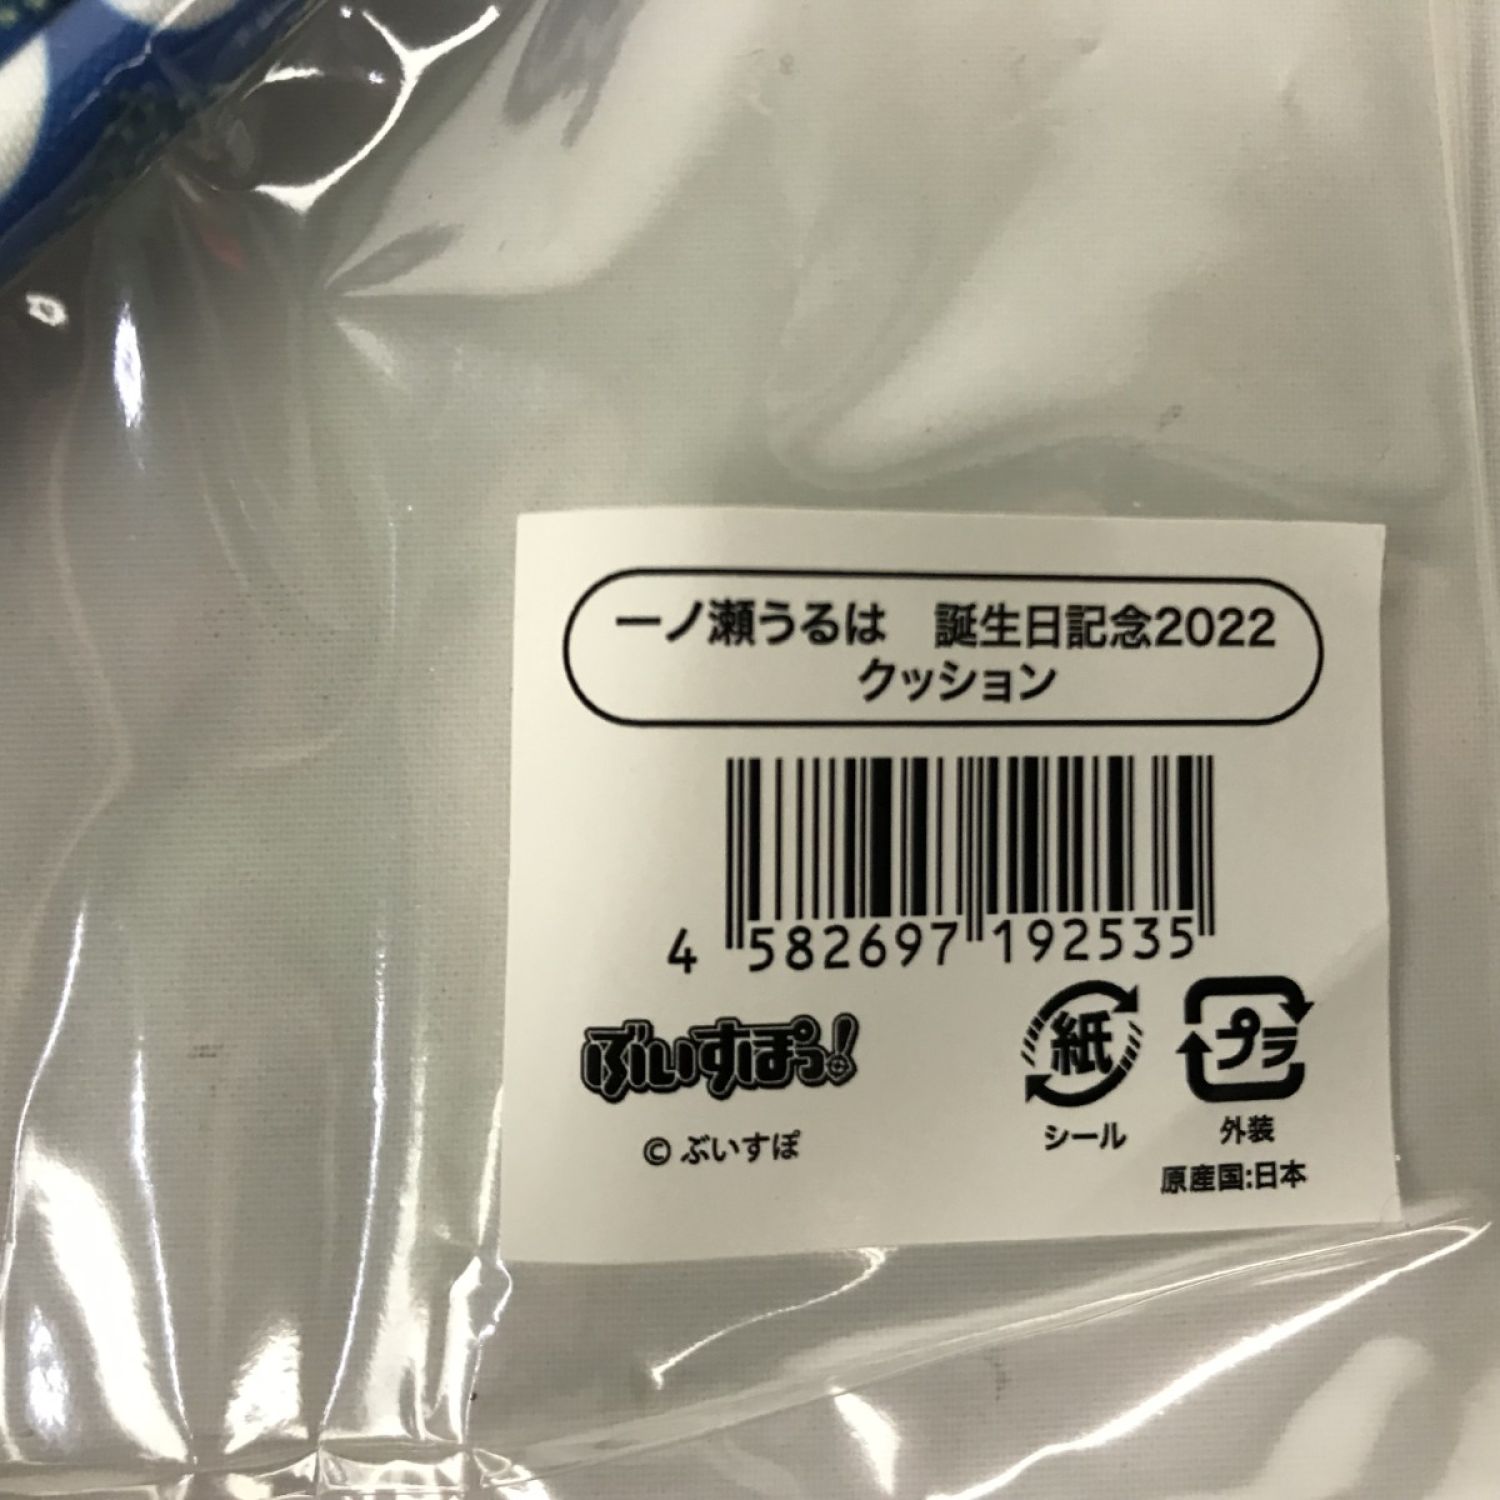 一ノ瀬うるは　誕生日記念2022
クッション
4 582697 192535
ぶいすぽっ!
紙
プラ
© ぶいすぽ
シール
外装
原産国:日本